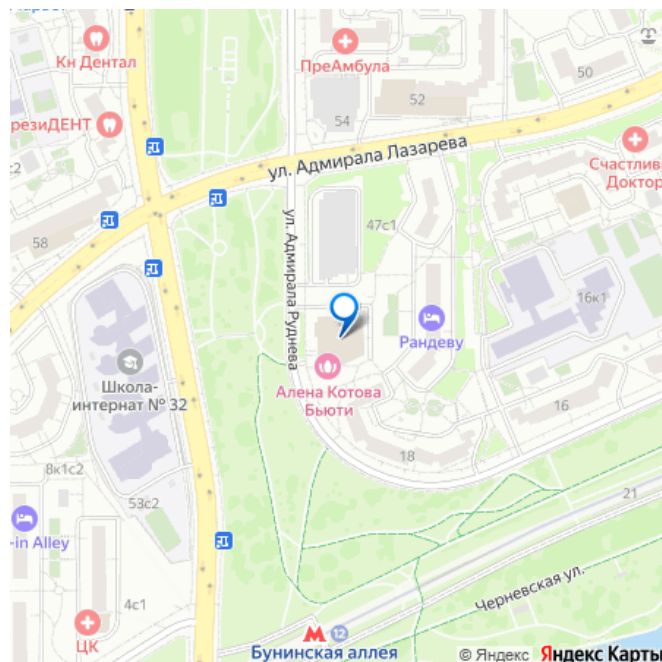 Кн Дентал
ПреАмбула
52
50
54
резиДЕНТ
с2
ул. Адмирала Лазарева
Счастлива
Доктор
47с1
58
ул. Адмирала Руднева
16к1
Рандеву
Школа-
интернат № 32
Алена Котова
Бьюти
16
18
8к1с2
53с2
21
-in Alley
4с1
Черневская ул.
ЦК
12
Бунинская аллея
© Яндекс Яндекс Карты